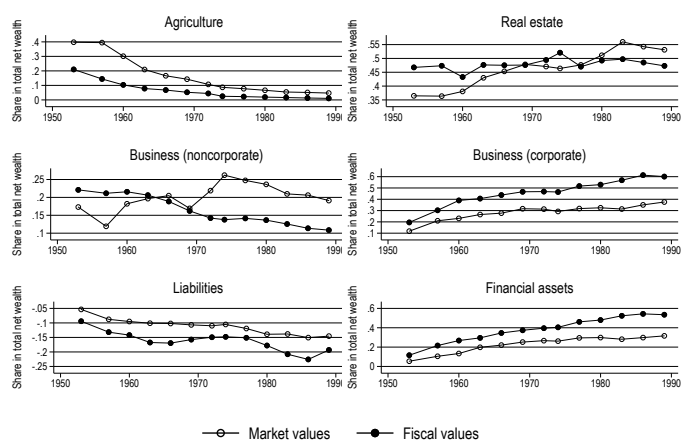 Agriculture
Share in total net wealth
.4
.3
.2
.1
0
1950 1960 1970 1980 1990
Real estate
Share in total net wealth
.55
.5
.45
.4
.35
1950 1960 1970 1980 1990
Business (noncorporate)
Share in total net wealth
.25
.2
.15
.1
1950 1960 1970 1980 1990
Business (corporate)
Share in total net wealth
.6
.5
.4
.3
.2
.1
1950 1960 1970 1980 1990
Liabilities
Share in total net wealth
-.05
-.1
-.15
-.2
-.25
1950 1960 1970 1980 1990
Financial assets
Share in total net wealth
.6
.4
.2
0
1950 1960 1970 1980 1990
Market values Fiscal values